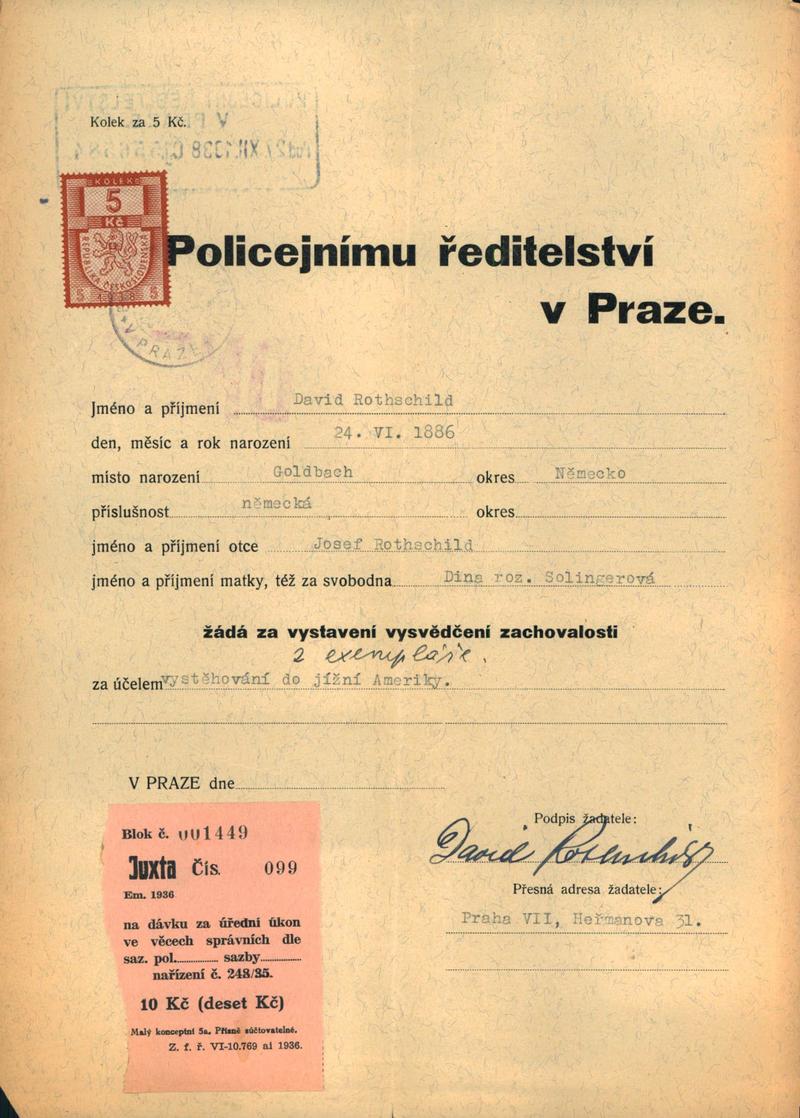 Kolek za 5 Kč.
KOLEK
5
Kč
REPUBLIKA ČESKOSLOVENSKÁ
V PRAZE
Policejnímu ředitelství
v Praze.
Jméno a příjmení David Rothschild
den, měsíc a rok narození 24. VI. 1886
místo narození Goldbach okres Německo
příslušnost německá okres
jméno a příjmení otce Josef Rothschild
jméno a příjmení matky, též za svobodna Dina roz. Solingerová
žádá za vystavení vysvědčení zachovalosti
2 exempláře.
za účelem vystěhování do jížní Ameriky.
V PRAZE dne
Podpis žadatele:
David Rothschild
Přesná adresa žadatele:
Praha VII, Heřmanova 31.
Blok č. 001449
Juxta Čís. 099
Em. 1936
na dávku za úřední úkon
ve věcech správních dle
saz. pol. sazby
nařízení č. 248/35.
10 Kč (deset Kč)
Malý konceptní 5a. Přísně súčtovatelné.
Z. f. ř. VI-10.769 ai 1936.